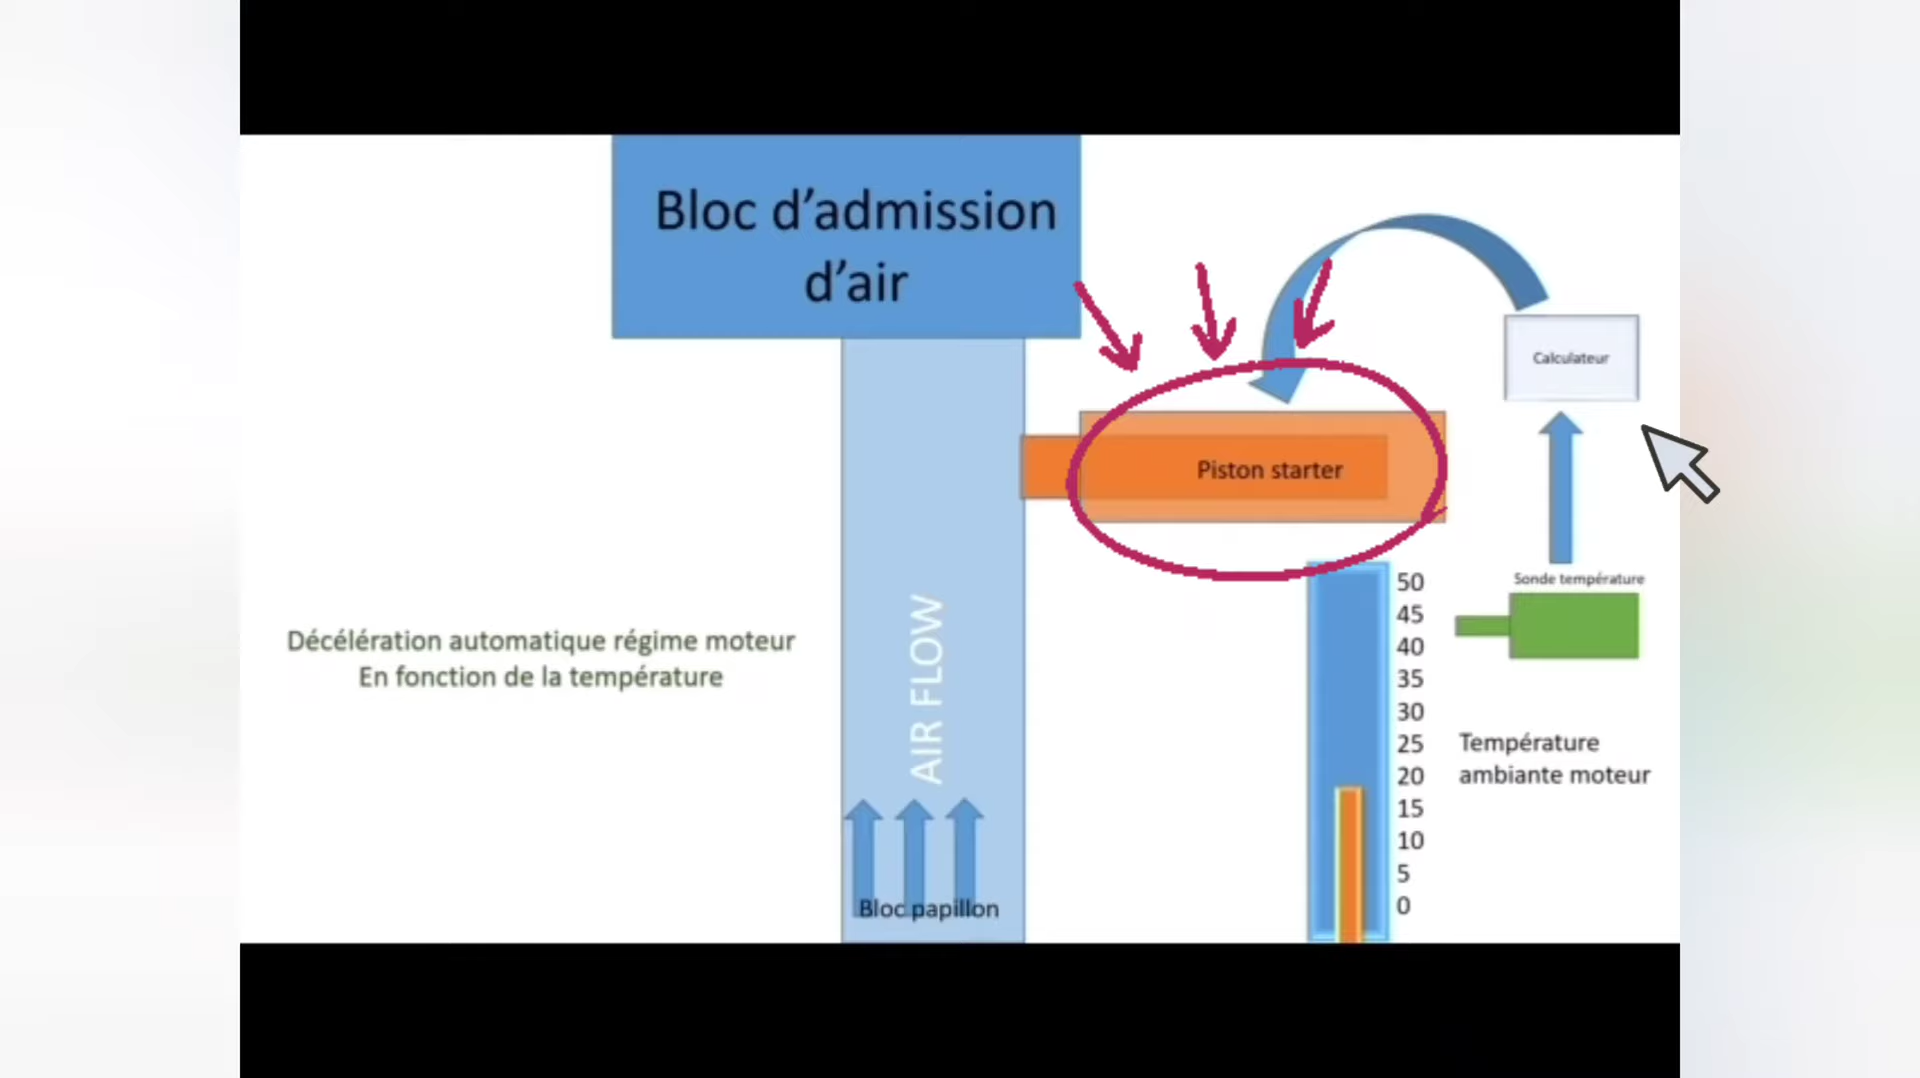 Bloc d’admission
d’air
Calculateur
Piston starter
Sonde température
50
45
40
35
30
25
20
15
10
5
0
Température
ambiante moteur
Décélération automatique régime moteur
En fonction de la température
AIR FLOW
Bloc papillon